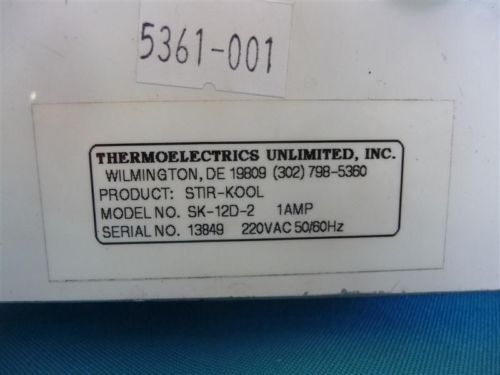 5361-001
THERMOELECTRICS UNLIMITED, INC.
WILMINGTON, DE 19809 (302) 798-5360
PRODUCT: STIR-KOOL
MODEL NO. SK-12D-2 1AMP
SERIAL NO. 13849 220VAC 50/60Hz